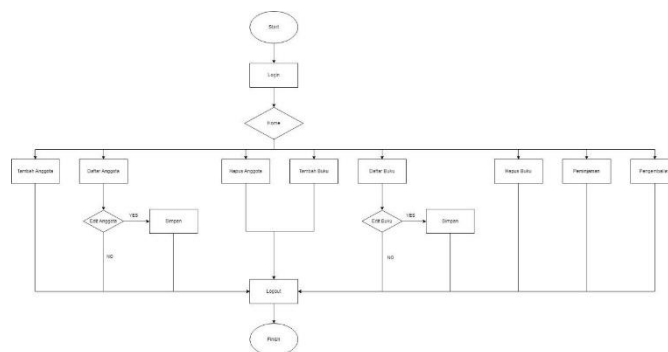 Start
Login
Home
Tambah Anggota
Daftar Anggota
Hapus Anggota
Tambah Buku
Daftar Buku
Hapus Buku
Peminjaman
Pengembalian
Edit Anggota
YES
Simpan
Edit Buku
YES
Simpan
NO
NO
Logout
Finish